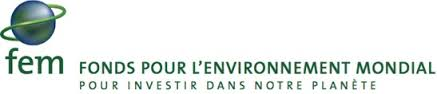 fem FONDS POUR L'ENVIRONNEMENT MONDIAL
POUR INVESTIR DANS NOTRE PLANÈTE